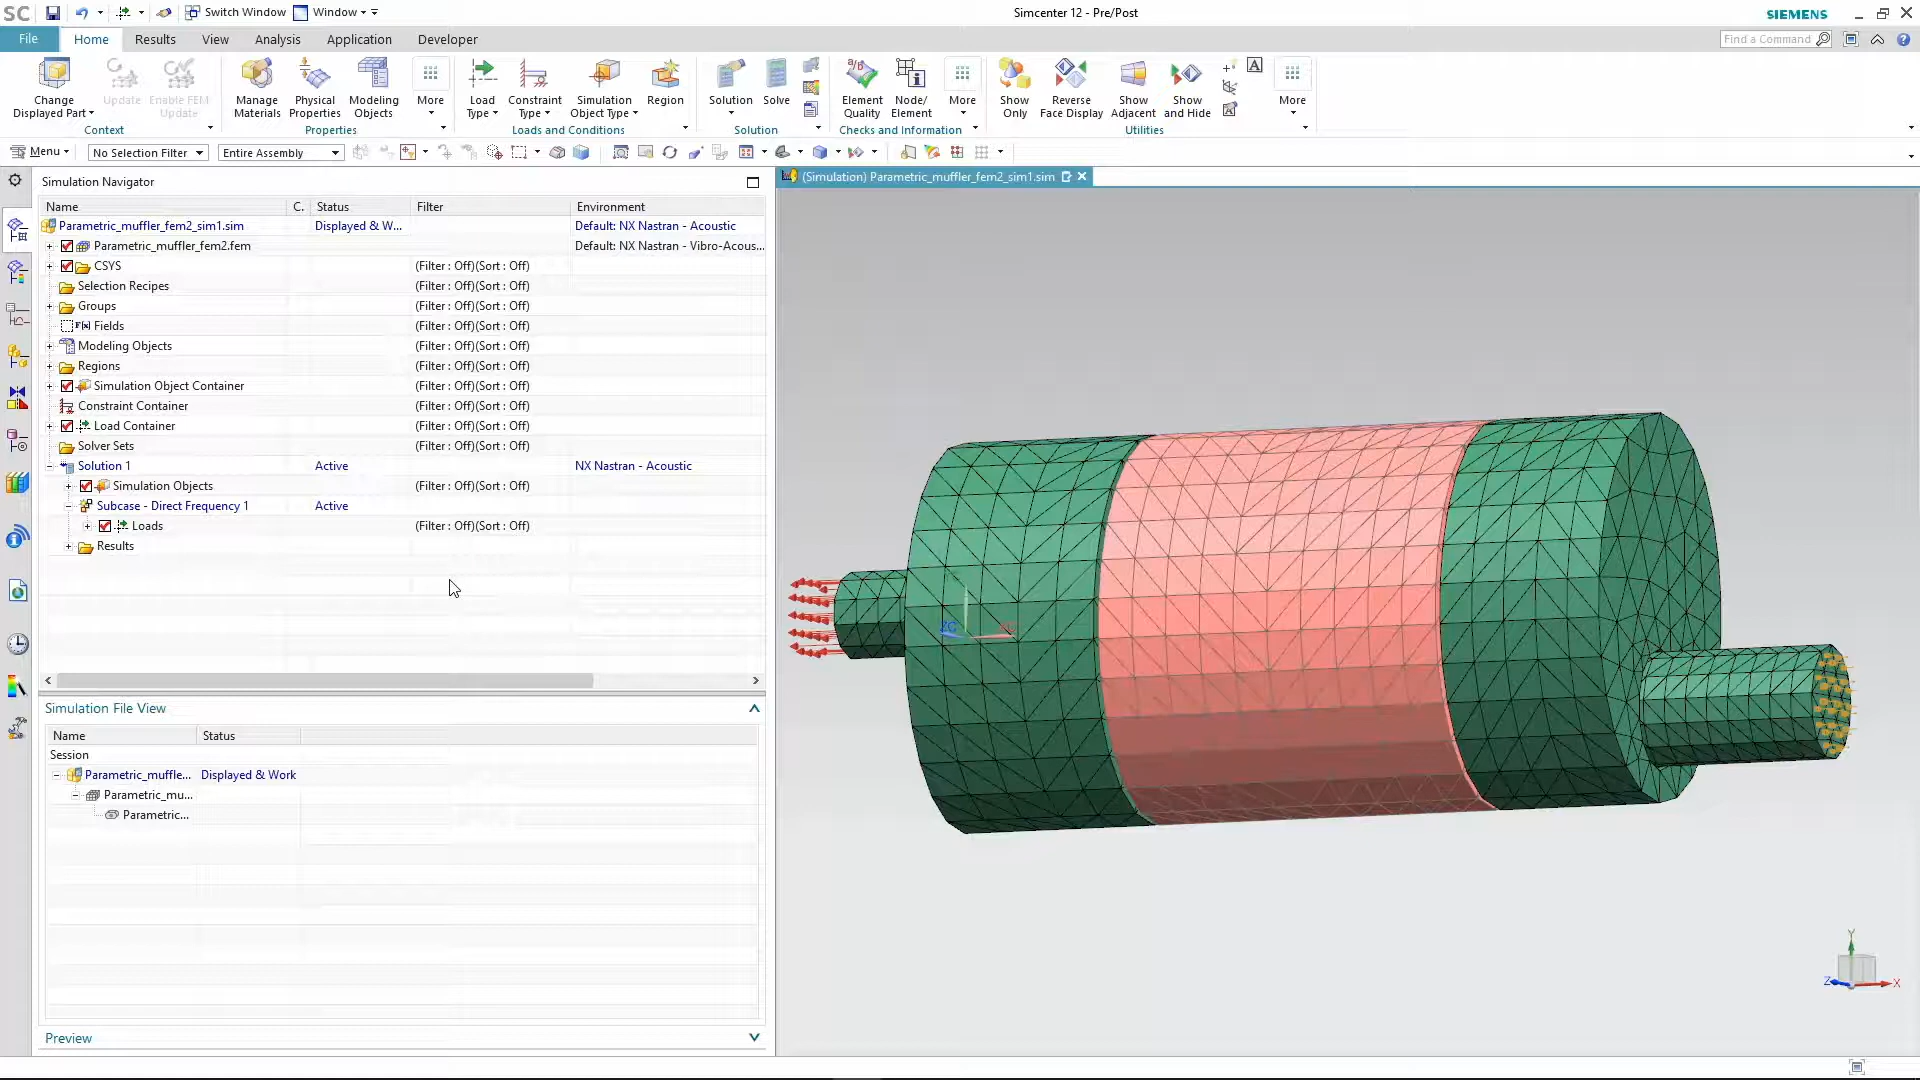 SC Switch Window Window Simcenter 12 - Pre/Post SIEMENS
File Home Results View Analysis Application Developer Find a Command
Change Displayed Part
Update
Enable FEM Update
Context
Manage Materials
Physical Properties
Modeling Objects
More
Properties
Load Type
Constraint Type
Simulation Object Type
Region
Loads and Conditions
Solution
Solve
Solution
Element Quality
Node/ Element
More
Checks and Information
Show Only
Reverse Face Display
Show Adjacent
Show and Hide
A
More
Utilities
Menu No Selection Filter Entire Assembly
Simulation Navigator
(Simulation) Parametric_muffler_fem2_sim1.sim
Name C. Status Filter Environment
Parametric_muffler_fem2_sim1.sim Displayed & W... Default: NX Nastran - Acoustic
Parametric_muffler_fem2.fem Default: NX Nastran - Vibro-Acous...
CSYS (Filter : Off)(Sort : Off)
Selection Recipes (Filter : Off)(Sort : Off)
Groups (Filter : Off)(Sort : Off)
Fields (Filter : Off)(Sort : Off)
Modeling Objects (Filter : Off)(Sort : Off)
Regions (Filter : Off)(Sort : Off)
Simulation Object Container (Filter : Off)(Sort : Off)
Constraint Container (Filter : Off)(Sort : Off)
Load Container (Filter : Off)(Sort : Off)
Solver Sets (Filter : Off)(Sort : Off)
Solution 1 Active NX Nastran - Acoustic
Simulation Objects (Filter : Off)(Sort : Off)
Subcase - Direct Frequency 1 Active
Loads (Filter : Off)(Sort : Off)
Results
ZC XC
Simulation File View
Name Status
Session
Parametric_muffle... Displayed & Work
Parametric_mu...
Parametric...
Y
Z X
Preview